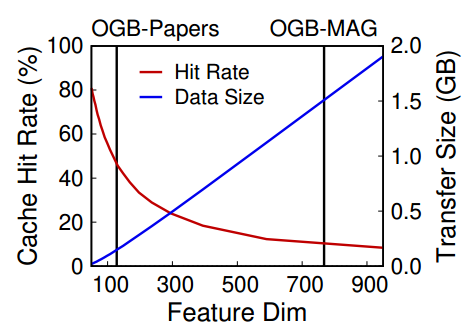 OGB-Papers OGB-MAG
Cache Hit Rate (%)
100
80
60
40
20
0
Hit Rate
Data Size
2.0
1.5
1.0
0.5
0.0
Transfer Size (GB)
100 300 500 700 900
Feature Dim